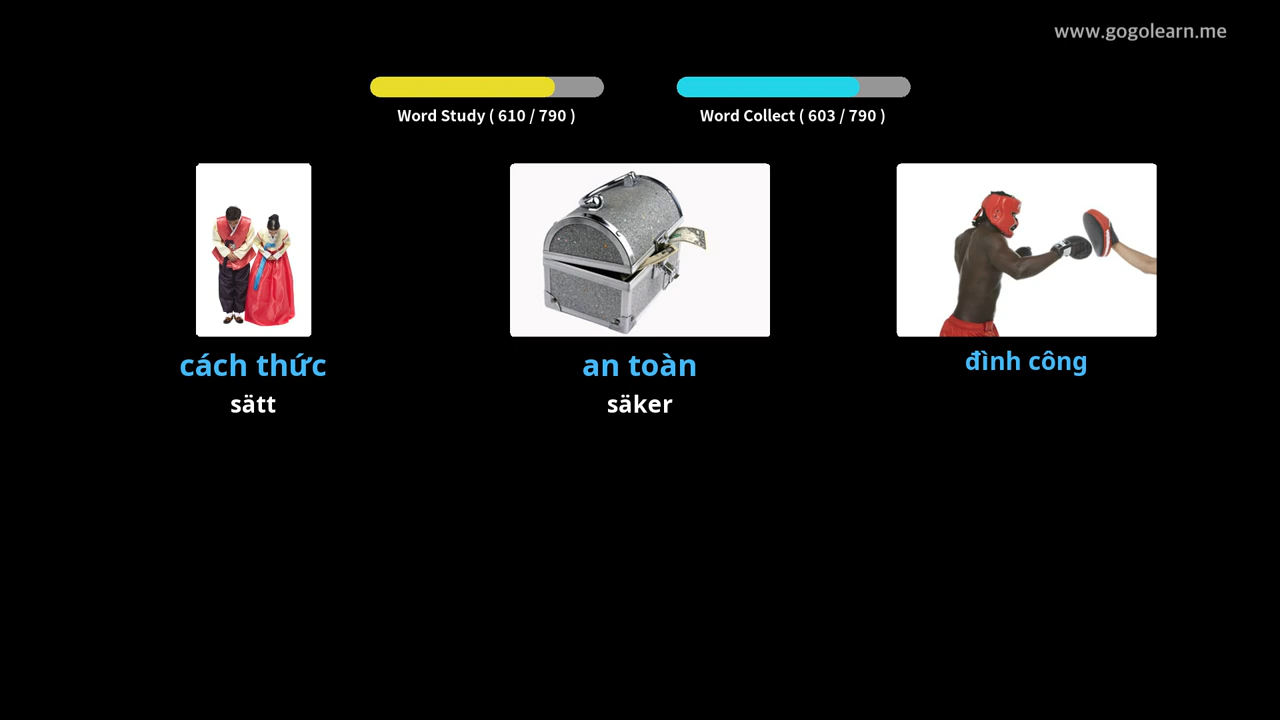 www.gogolearn.me
Word Study ( 610 / 790 )
Word Collect ( 603 / 790 )
cách thức
sätt
an toàn
säker
đình công